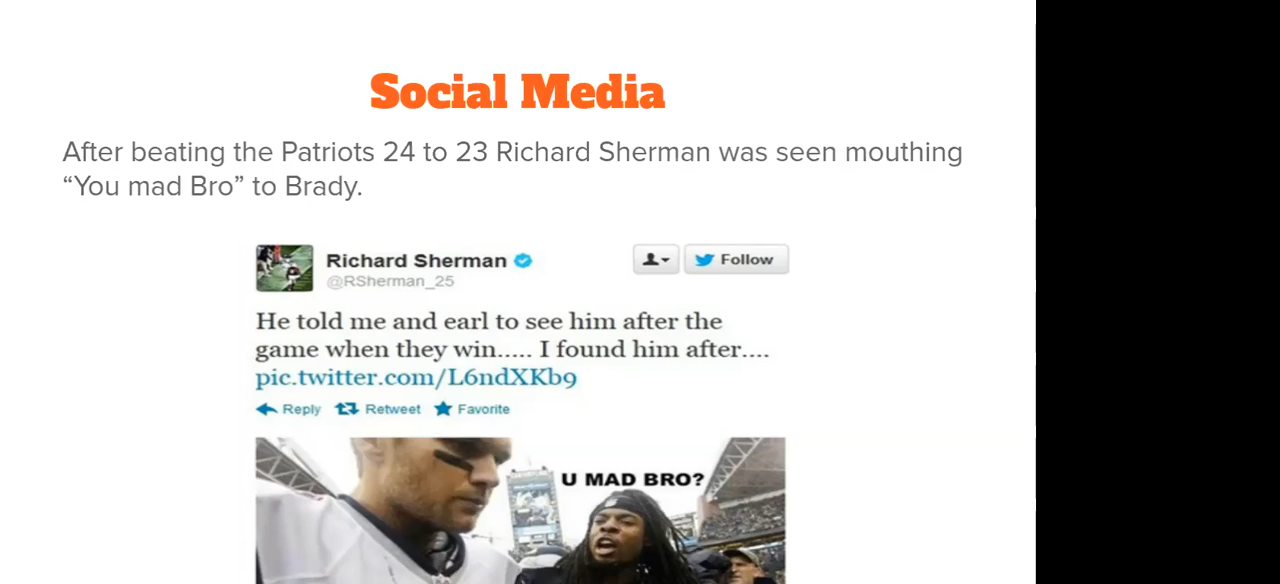 Social Media
After beating the Patriots 24 to 23 Richard Sherman was seen mouthing
“You mad Bro” to Brady.
Richard Sherman
Follow
@RSherman_25
He told me and earl to see him after the
game when they win..... I found him after....
pic.twitter.com/L6ndXKb9
Reply Retweet Favorite
U MAD BRO?